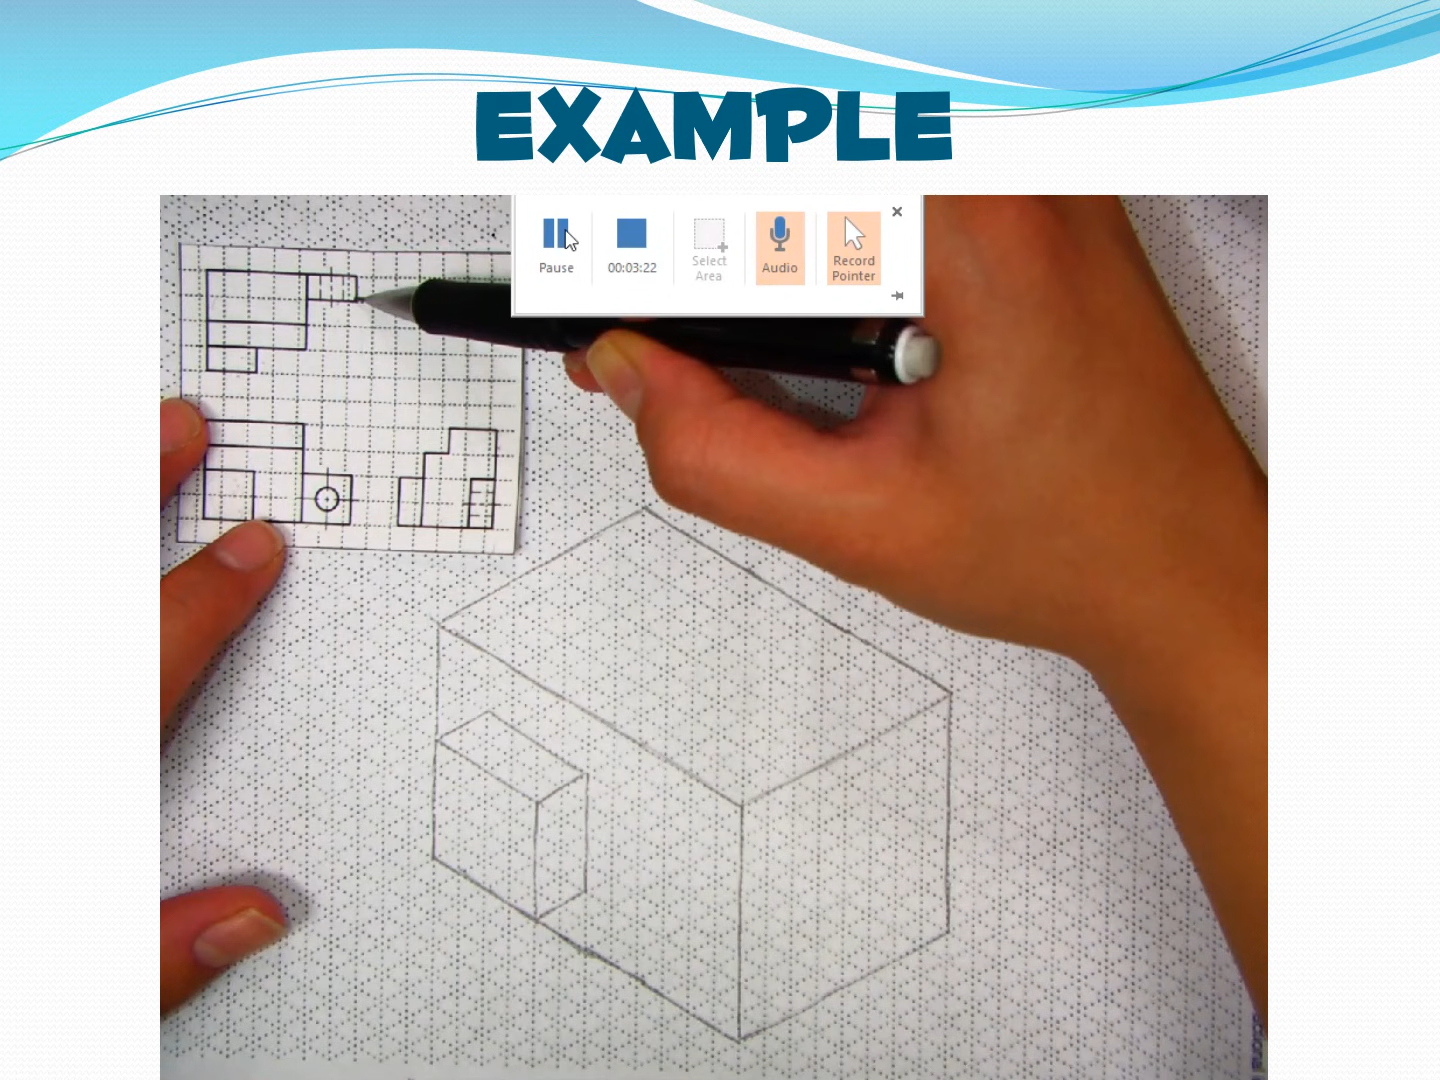 EXAMPLE
Pause
00:03:22
Select
Area
Audio
Record
Pointer